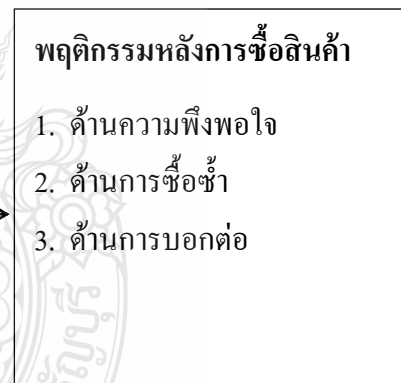 พฤติกรรมหลังการซื้อสินค้า
1. ด้านความพึงพอใจ
2. ด้านการซื้อซ้ำ
3. ด้านการบอกต่อ